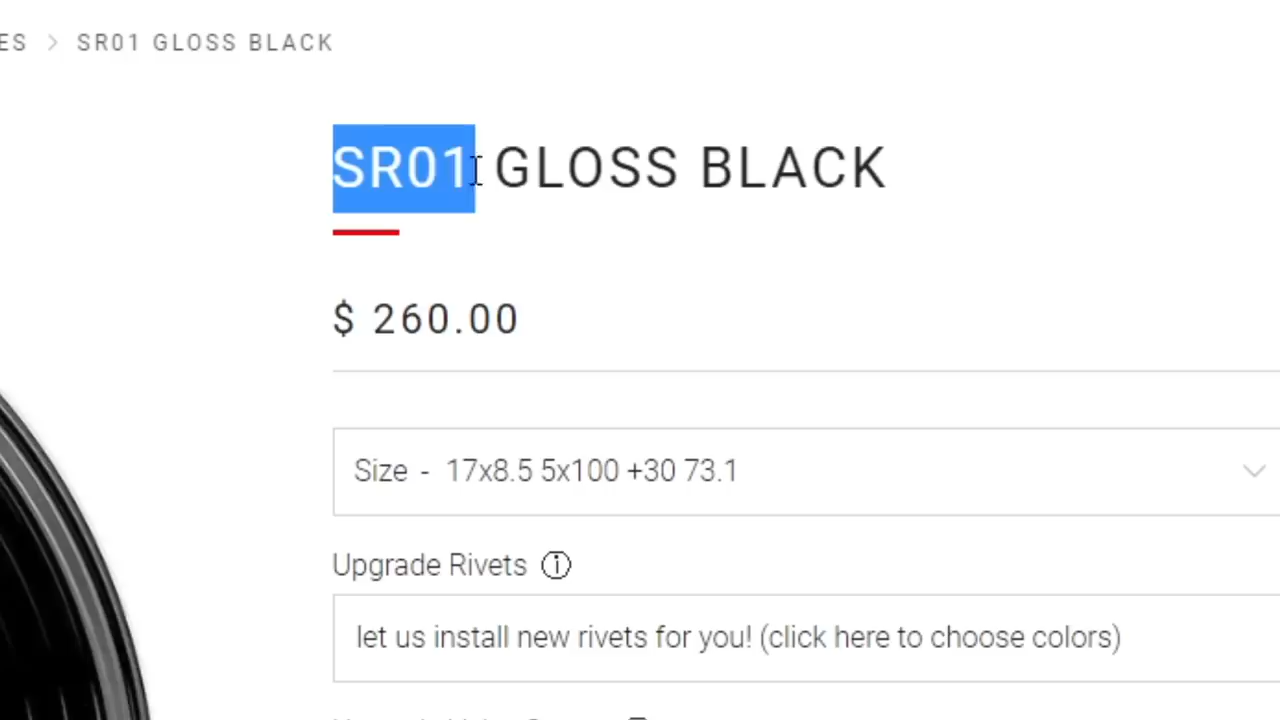 ES > SR01 GLOSS BLACK
SR01 GLOSS BLACK
$ 260.00
Size - 17x8.5 5x100 +30 73.1
Upgrade Rivets
let us install new rivets for you! (click here to choose colors)